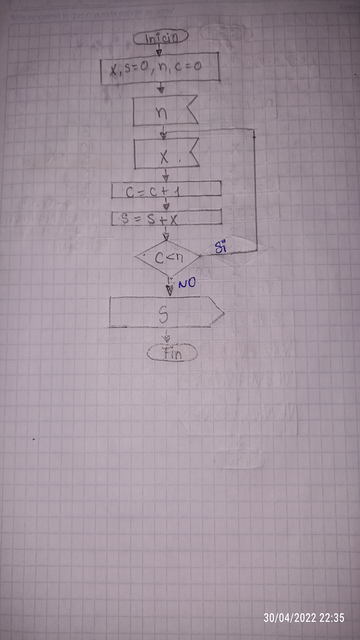 Inicio
X, S=0, n, C=0
n
X.
C = C + 1
S = S + X
C < n
Si
NO
S
Fin
30/04/2022 22:35